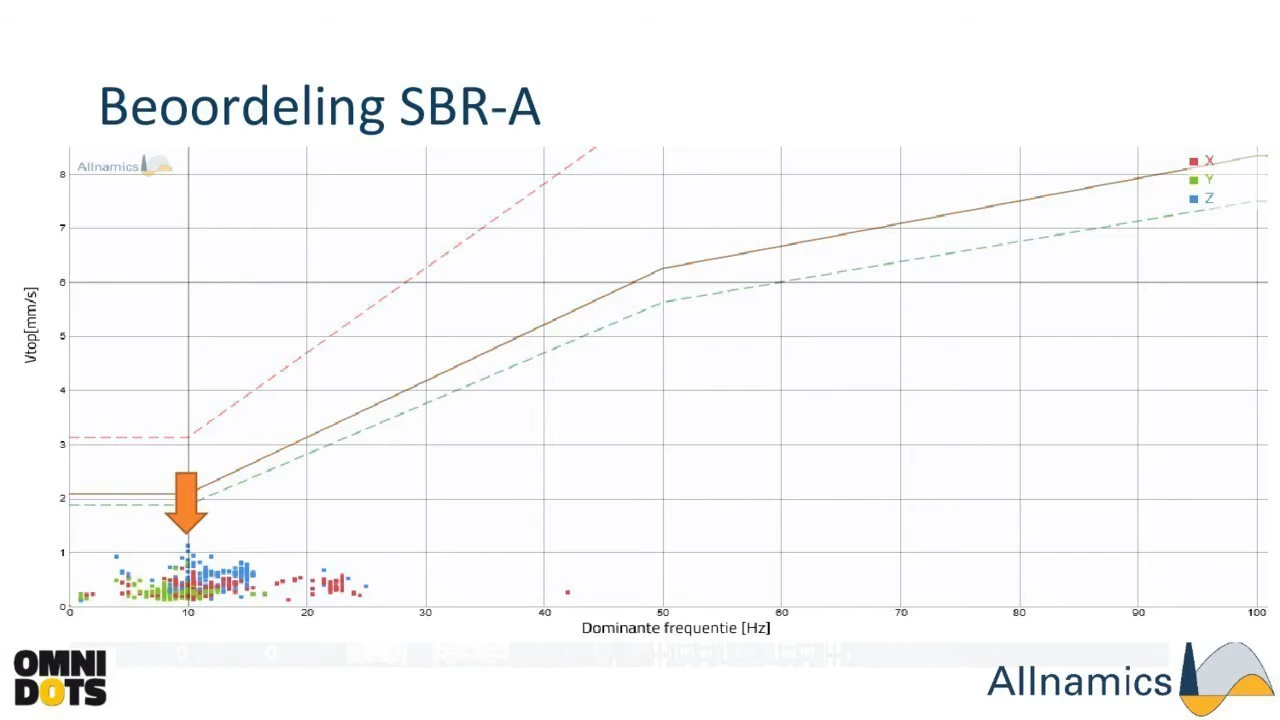 Beoordeling SBR-A
Allnamics
X
Y
Z
8
7
6
5
4
3
2
1
0
Vtop[mm/s]
0 10 20 30 40 50 60 70 80 90 100
Dominante frequentie [Hz]
OMNI
DOTS
Allnamics